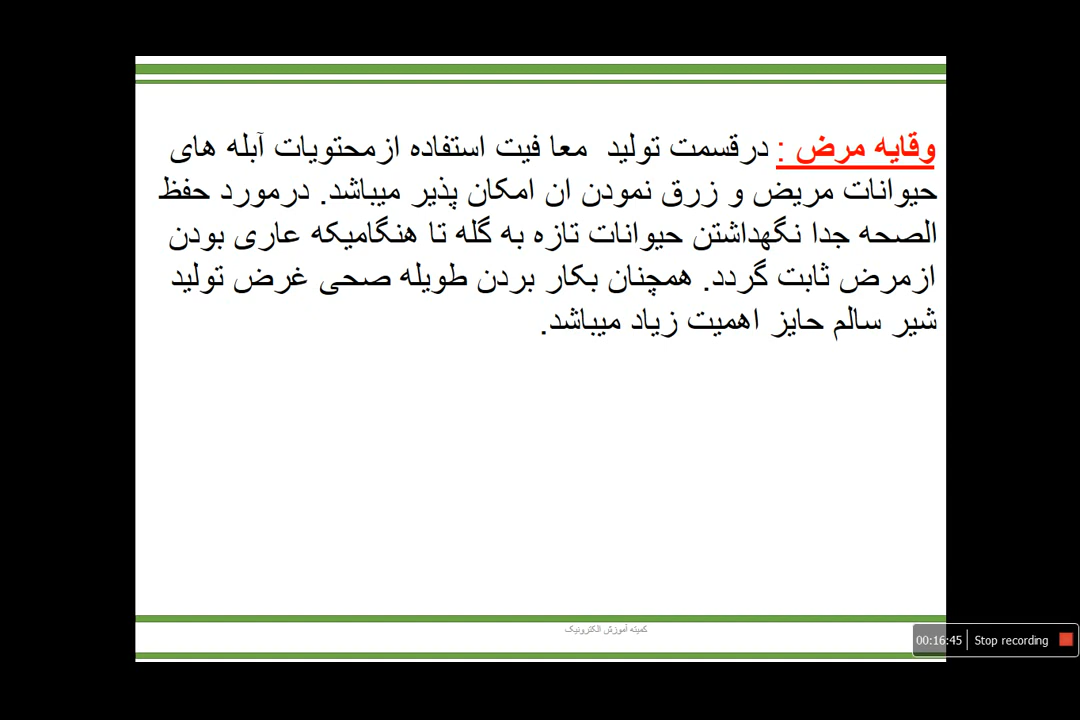 وقایه مرض : درقسمت تولید معا فیت استفاده ازمحتویات آبله های
حیوانات مریض و زرق نمودن ان امکان پذیر میباشد. درمورد حفظ
الصحه جدا نگهداشتن حیوانات تازه به گله تا هنگامیکه عاری بودن
ازمرض ثابت گردد. همچنان بکار بردن طویله صحی غرض تولید
شیر سالم حایز اهمیت زیاد میباشد.
کمیته آموزش الکترونیک
00:16:45 Stop recording